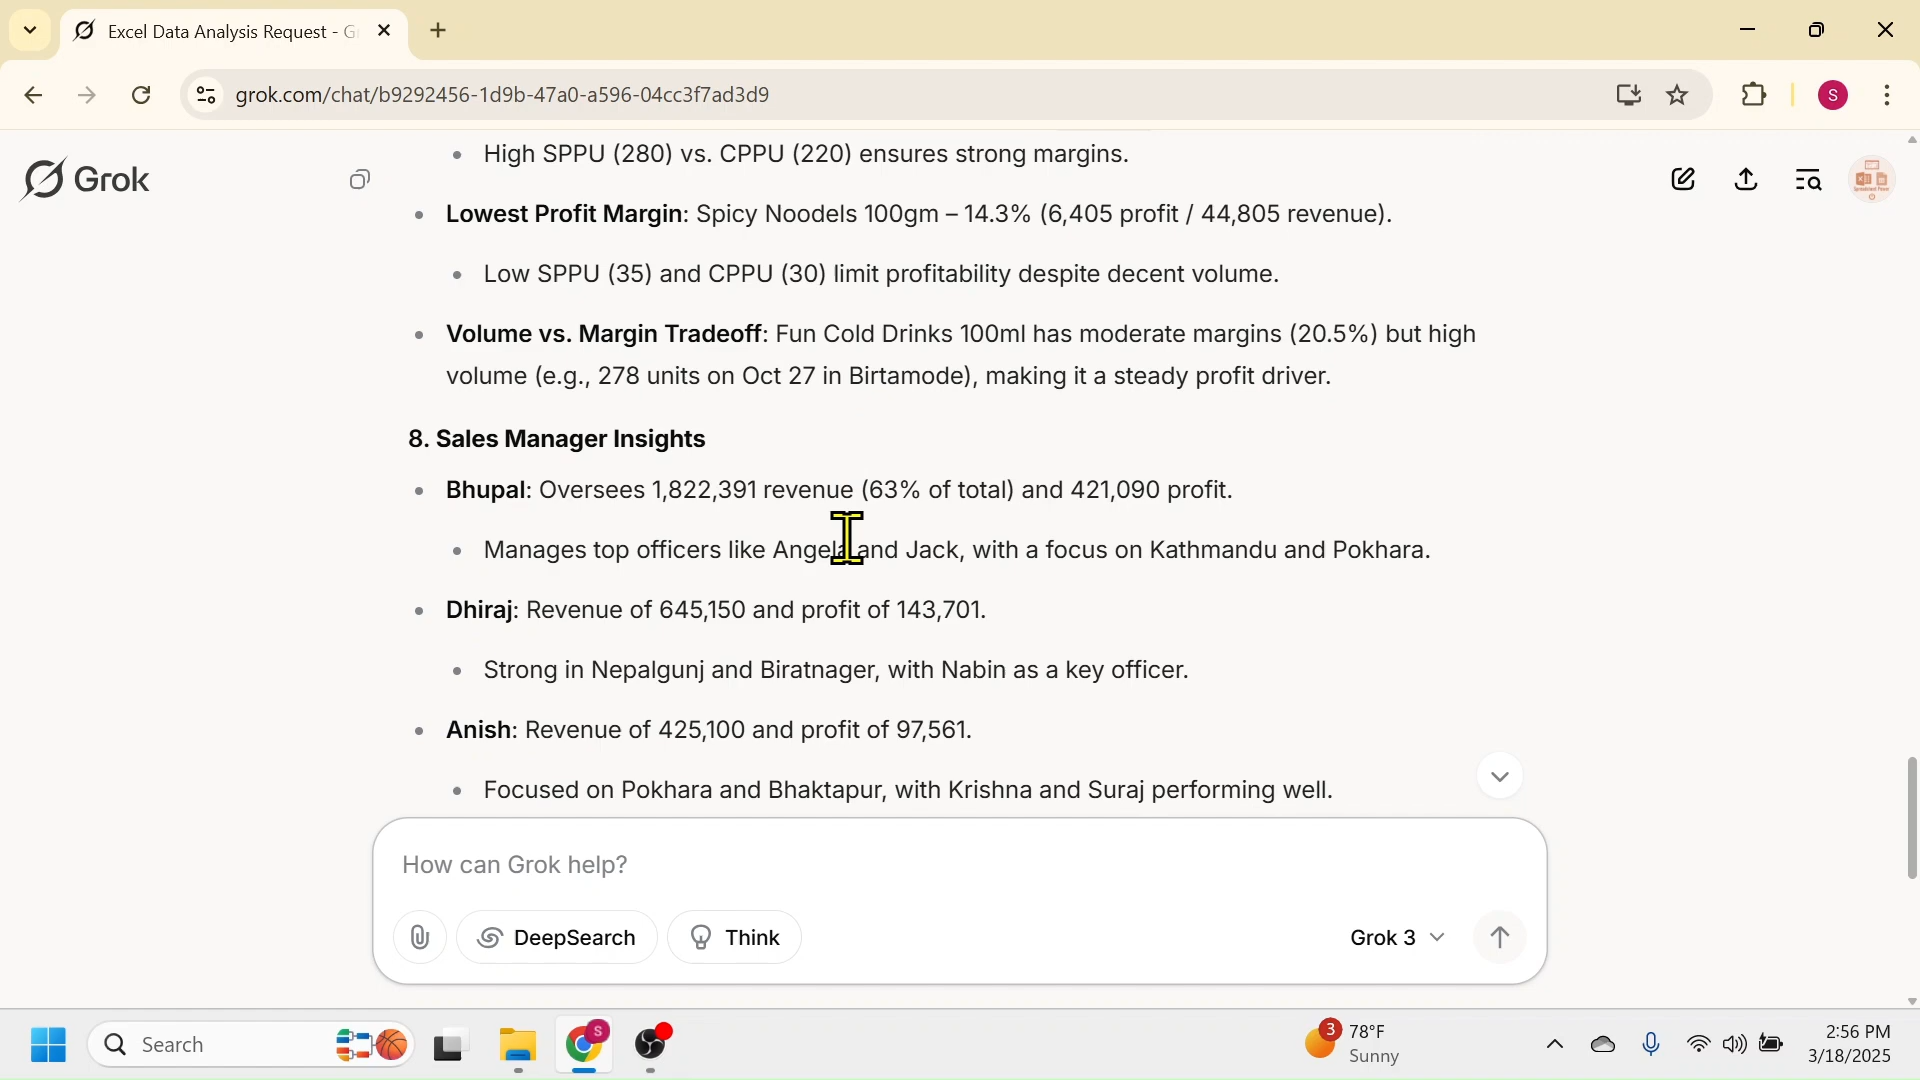 Excel Data Analysis Request - G
grok.com/chat/b9292456-1d9b-47a0-a596-04cc3f7ad3d9
S
Grok
High SPPU (280) vs. CPPU (220) ensures strong margins.
Lowest Profit Margin: Spicy Noodels 100gm – 14.3% (6,405 profit / 44,805 revenue).
Low SPPU (35) and CPPU (30) limit profitability despite decent volume.
Volume vs. Margin Tradeoff: Fun Cold Drinks 100ml has moderate margins (20.5%) but high
volume (e.g., 278 units on Oct 27 in Birtamode), making it a steady profit driver.
8. Sales Manager Insights
Bhupal: Oversees 1,822,391 revenue (63% of total) and 421,090 profit.
Manages top officers like Angela and Jack, with a focus on Kathmandu and Pokhara.
Dhiraj: Revenue of 645,150 and profit of 143,701.
Strong in Nepalgunj and Biratnager, with Nabin as a key officer.
Anish: Revenue of 425,100 and profit of 97,561.
Focused on Pokhara and Bhaktapur, with Krishna and Suraj performing well.
How can Grok help?
DeepSearch
Think
Grok 3
Search
S
3
78°F
Sunny
2:56 PM
3/18/2025